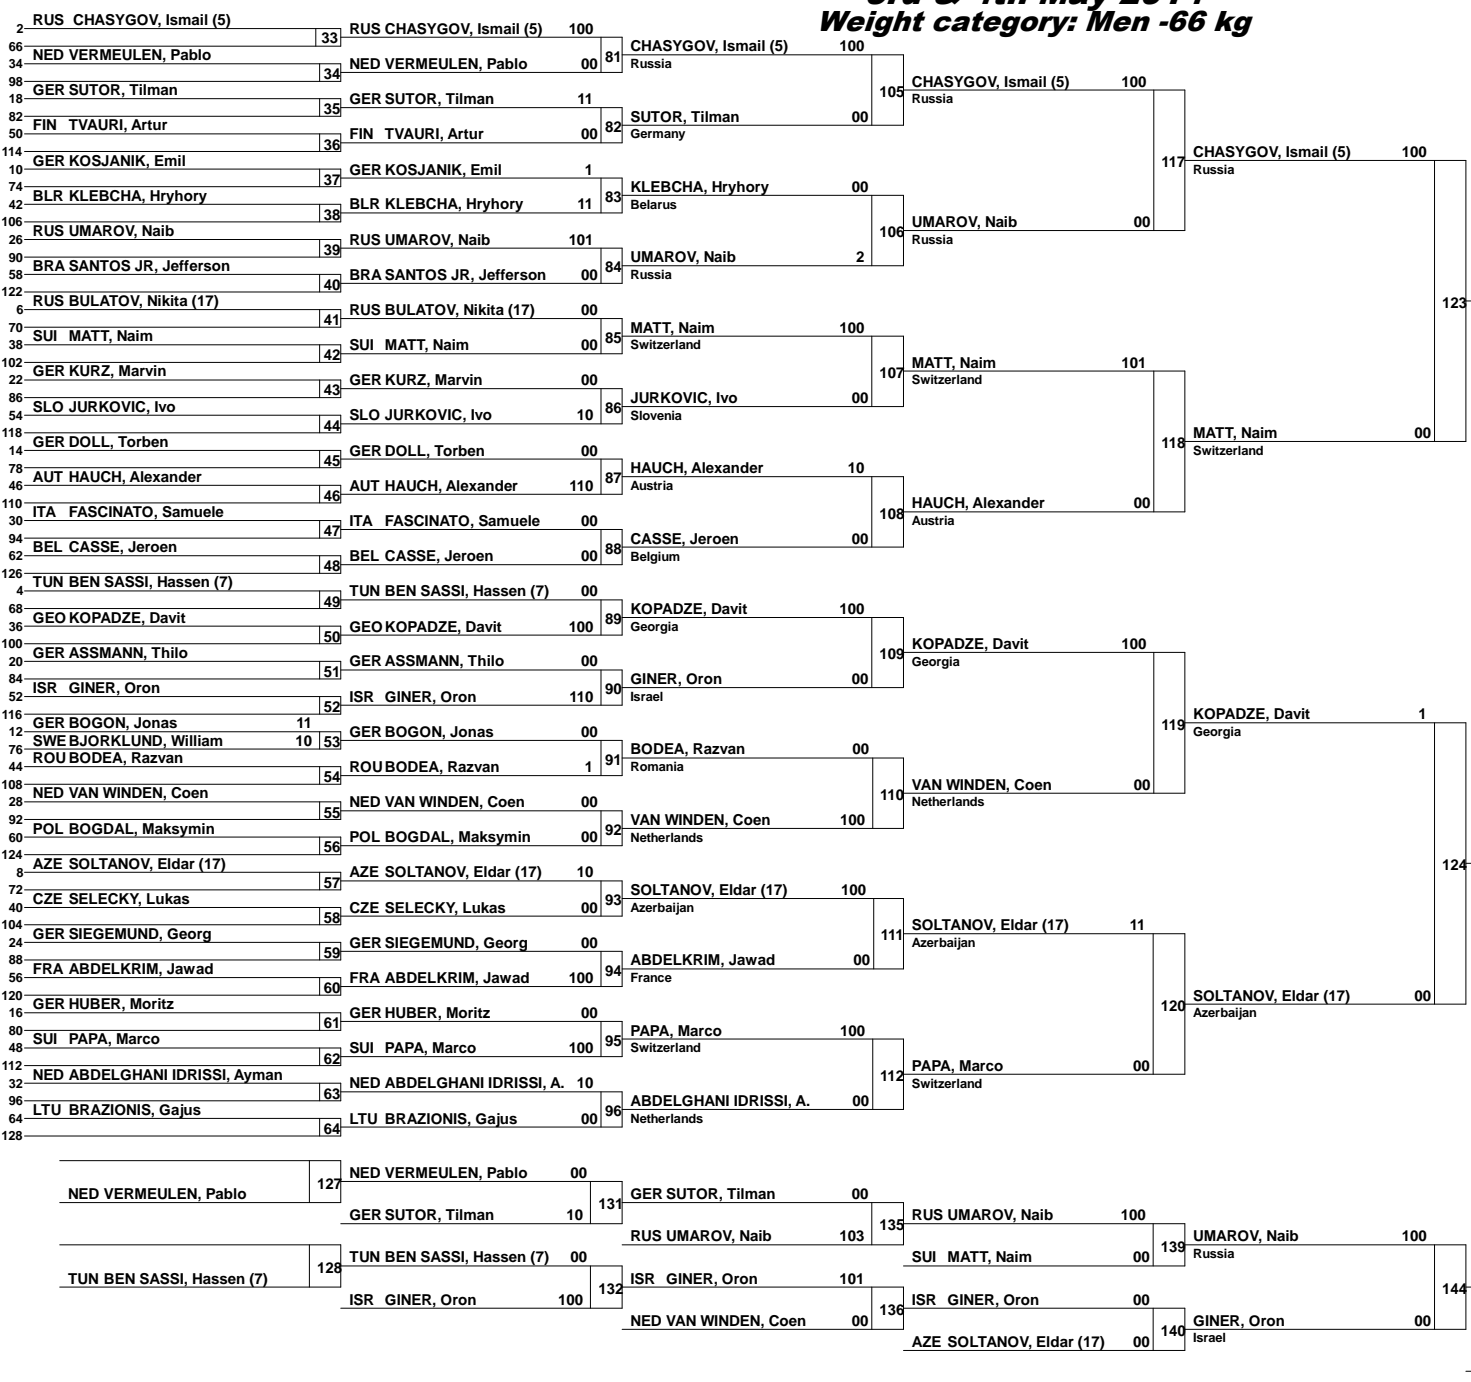 Weight category: Men -66 kg
2 RUS CHASYGOV, Ismail (5)
66
33
34 NED VERMEULEN, Pablo
98
34
18 GER SUTOR, Tilman
82
35
50 FIN TVAURI, Artur
114
36
10 GER KOSJANIK, Emil
74
37
42 BLR KLEBCHA, Hryhory
106
38
26 RUS UMAROV, Naib
90
39
58 BRA SANTOS JR, Jefferson
122
40
6 RUS BULATOV, Nikita (17)
70
41
38 SUI MATT, Naim
102
42
22 GER KURZ, Marvin
86
43
54 SLO JURKOVIC, Ivo
118
44
14 GER DOLL, Torben
78
45
46 AUT HAUCH, Alexander
110
46
30 ITA FASCINATO, Samuele
94
47
62 BEL CASSE, Jeroen
126
48
4 TUN BEN SASSI, Hassen (7)
68
49
36 GEO KOPADZE, Davit
100
50
20 GER ASSMANN, Thilo
84
51
52 ISR GINER, Oron
116
52
12 GER BOGON, Jonas 11
76 SWE BJORKLUND, William 10
53
44 ROU BODEA, Razvan
108
54
28 NED VAN WINDEN, Coen
92
55
60 POL BOGDAL, Maksymin
124
56
8 AZE SOLTANOV, Eldar (17)
72
57
40 CZE SELECKY, Lukas
104
58
24 GER SIEGEMUND, Georg
88
59
56 FRA ABDELKRIM, Jawad
120
60
16 GER HUBER, Moritz
80
61
48 SUI PAPA, Marco
112
62
32 NED ABDELGHANI IDRISSI, Ayman
96
63
64 LTU BRAZIONIS, Gajus
128
64
RUS CHASYGOV, Ismail (5) 100
NED VERMEULEN, Pablo 00
81
GER SUTOR, Tilman 11
FIN TVAURI, Artur 00
82
GER KOSJANIK, Emil 1
BLR KLEBCHA, Hryhory 11
83
RUS UMAROV, Naib 101
BRA SANTOS JR, Jefferson 00
84
RUS BULATOV, Nikita (17) 00
SUI MATT, Naim 00
85
GER KURZ, Marvin 00
SLO JURKOVIC, Ivo 10
86
GER DOLL, Torben 00
AUT HAUCH, Alexander 110
87
ITA FASCINATO, Samuele 00
BEL CASSE, Jeroen 00
88
TUN BEN SASSI, Hassen (7) 00
GEO KOPADZE, Davit 100
89
GER ASSMANN, Thilo 00
ISR GINER, Oron 110
90
GER BOGON, Jonas 00
ROU BODEA, Razvan 1
91
NED VAN WINDEN, Coen 00
POL BOGDAL, Maksymin 00
92
AZE SOLTANOV, Eldar (17) 10
CZE SELECKY, Lukas 00
93
GER SIEGEMUND, Georg 00
FRA ABDELKRIM, Jawad 100
94
GER HUBER, Moritz 00
SUI PAPA, Marco 100
95
NED ABDELGHANI IDRISSI, A. 10
LTU BRAZIONIS, Gajus 00
96
CHASYGOV, Ismail (5) 100
Russia
105
SUTOR, Tilman 00
Germany
KLEBCHA, Hryhory 00
Belarus
106
UMAROV, Naib 2
Russia
MATT, Naim 100
Switzerland
107
JURKOVIC, Ivo 00
Slovenia
HAUCH, Alexander 10
Austria
108
CASSE, Jeroen 00
Belgium
KOPADZE, Davit 100
Georgia
109
GINER, Oron 00
Israel
BODEA, Razvan 00
Romania
110
VAN WINDEN, Coen 100
Netherlands
SOLTANOV, Eldar (17) 100
Azerbaijan
111
ABDELKRIM, Jawad 00
France
PAPA, Marco 100
Switzerland
112
ABDELGHANI IDRISSI, A. 00
Netherlands
CHASYGOV, Ismail (5) 100
Russia
117
UMAROV, Naib 00
Russia
MATT, Naim 101
Switzerland
118
HAUCH, Alexander 00
Austria
KOPADZE, Davit 100
Georgia
119
VAN WINDEN, Coen 00
Netherlands
SOLTANOV, Eldar (17) 11
Azerbaijan
120
PAPA, Marco 00
Switzerland
CHASYGOV, Ismail (5) 100
Russia
123
MATT, Naim 00
Switzerland
KOPADZE, Davit 1
Georgia
124
SOLTANOV, Eldar (17) 00
Azerbaijan
NED VERMEULEN, Pablo
127
TUN BEN SASSI, Hassen (7)
128
NED VERMEULEN, Pablo 00
131
GER SUTOR, Tilman 10
TUN BEN SASSI, Hassen (7) 00
132
ISR GINER, Oron 100
GER SUTOR, Tilman 00
135
RUS UMAROV, Naib 103
ISR GINER, Oron 101
136
NED VAN WINDEN, Coen 00
RUS UMAROV, Naib 100
139
SUI MATT, Naim 00
ISR GINER, Oron 00
140
AZE SOLTANOV, Eldar (17) 00
UMAROV, Naib 100
Russia
144
GINER, Oron 00
Israel